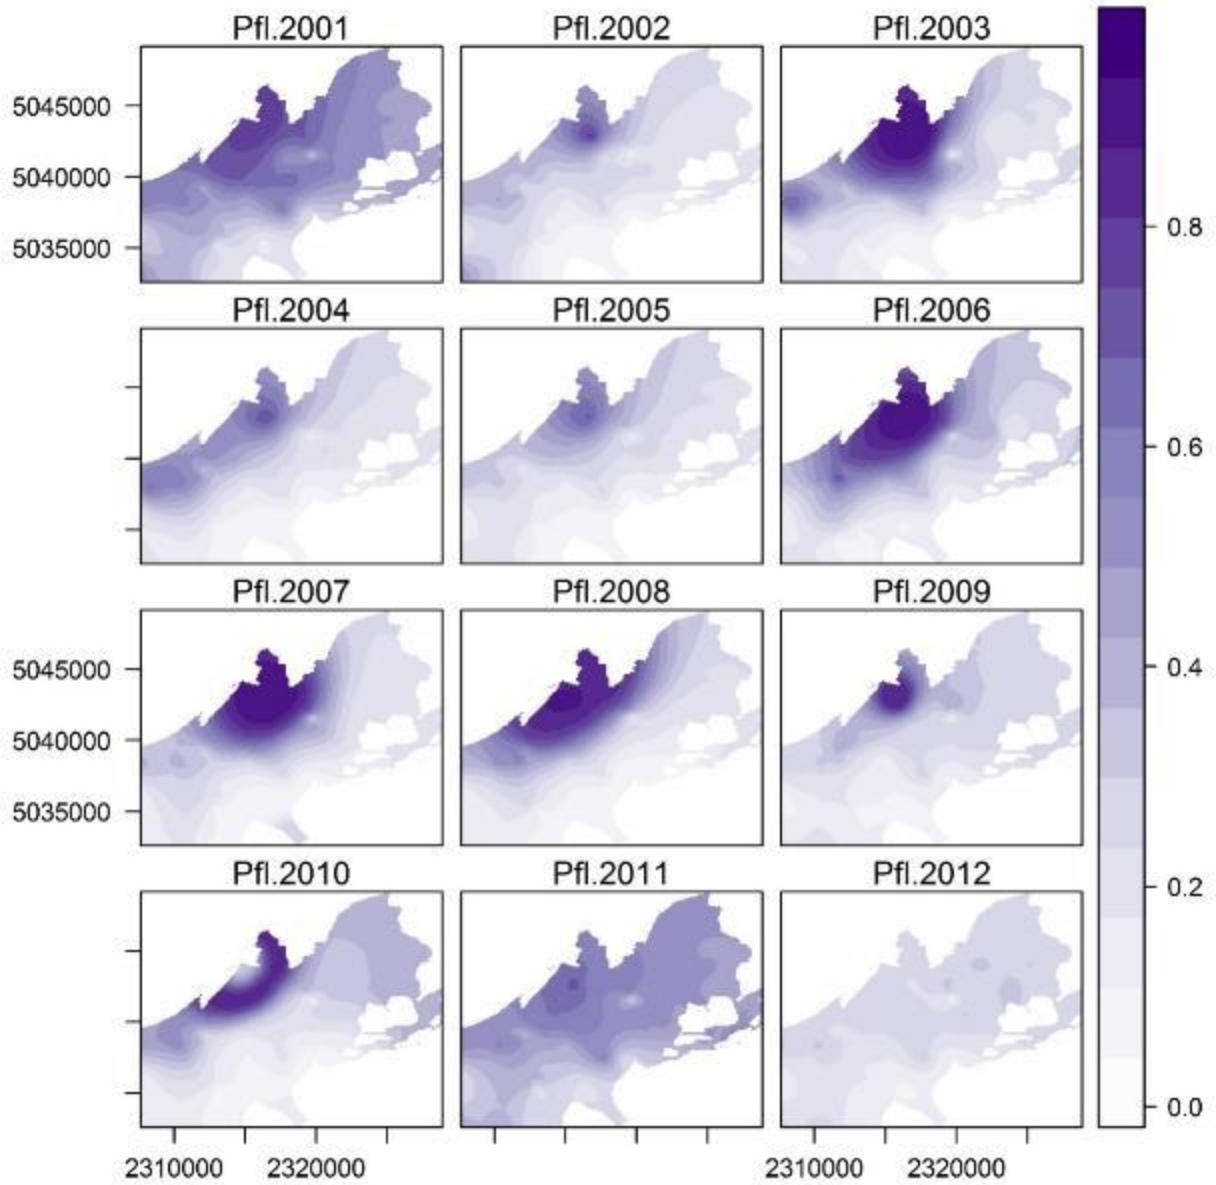 Pfl.2001 Pfl.2002 Pfl.2003
5045000
5040000
5035000
0.8
Pfl.2004 Pfl.2005 Pfl.2006
0.6
Pfl.2007 Pfl.2008 Pfl.2009
5045000
0.4
5040000
5035000
Pfl.2010 Pfl.2011 Pfl.2012
0.2
0.0
2310000 2320000 2310000 2320000